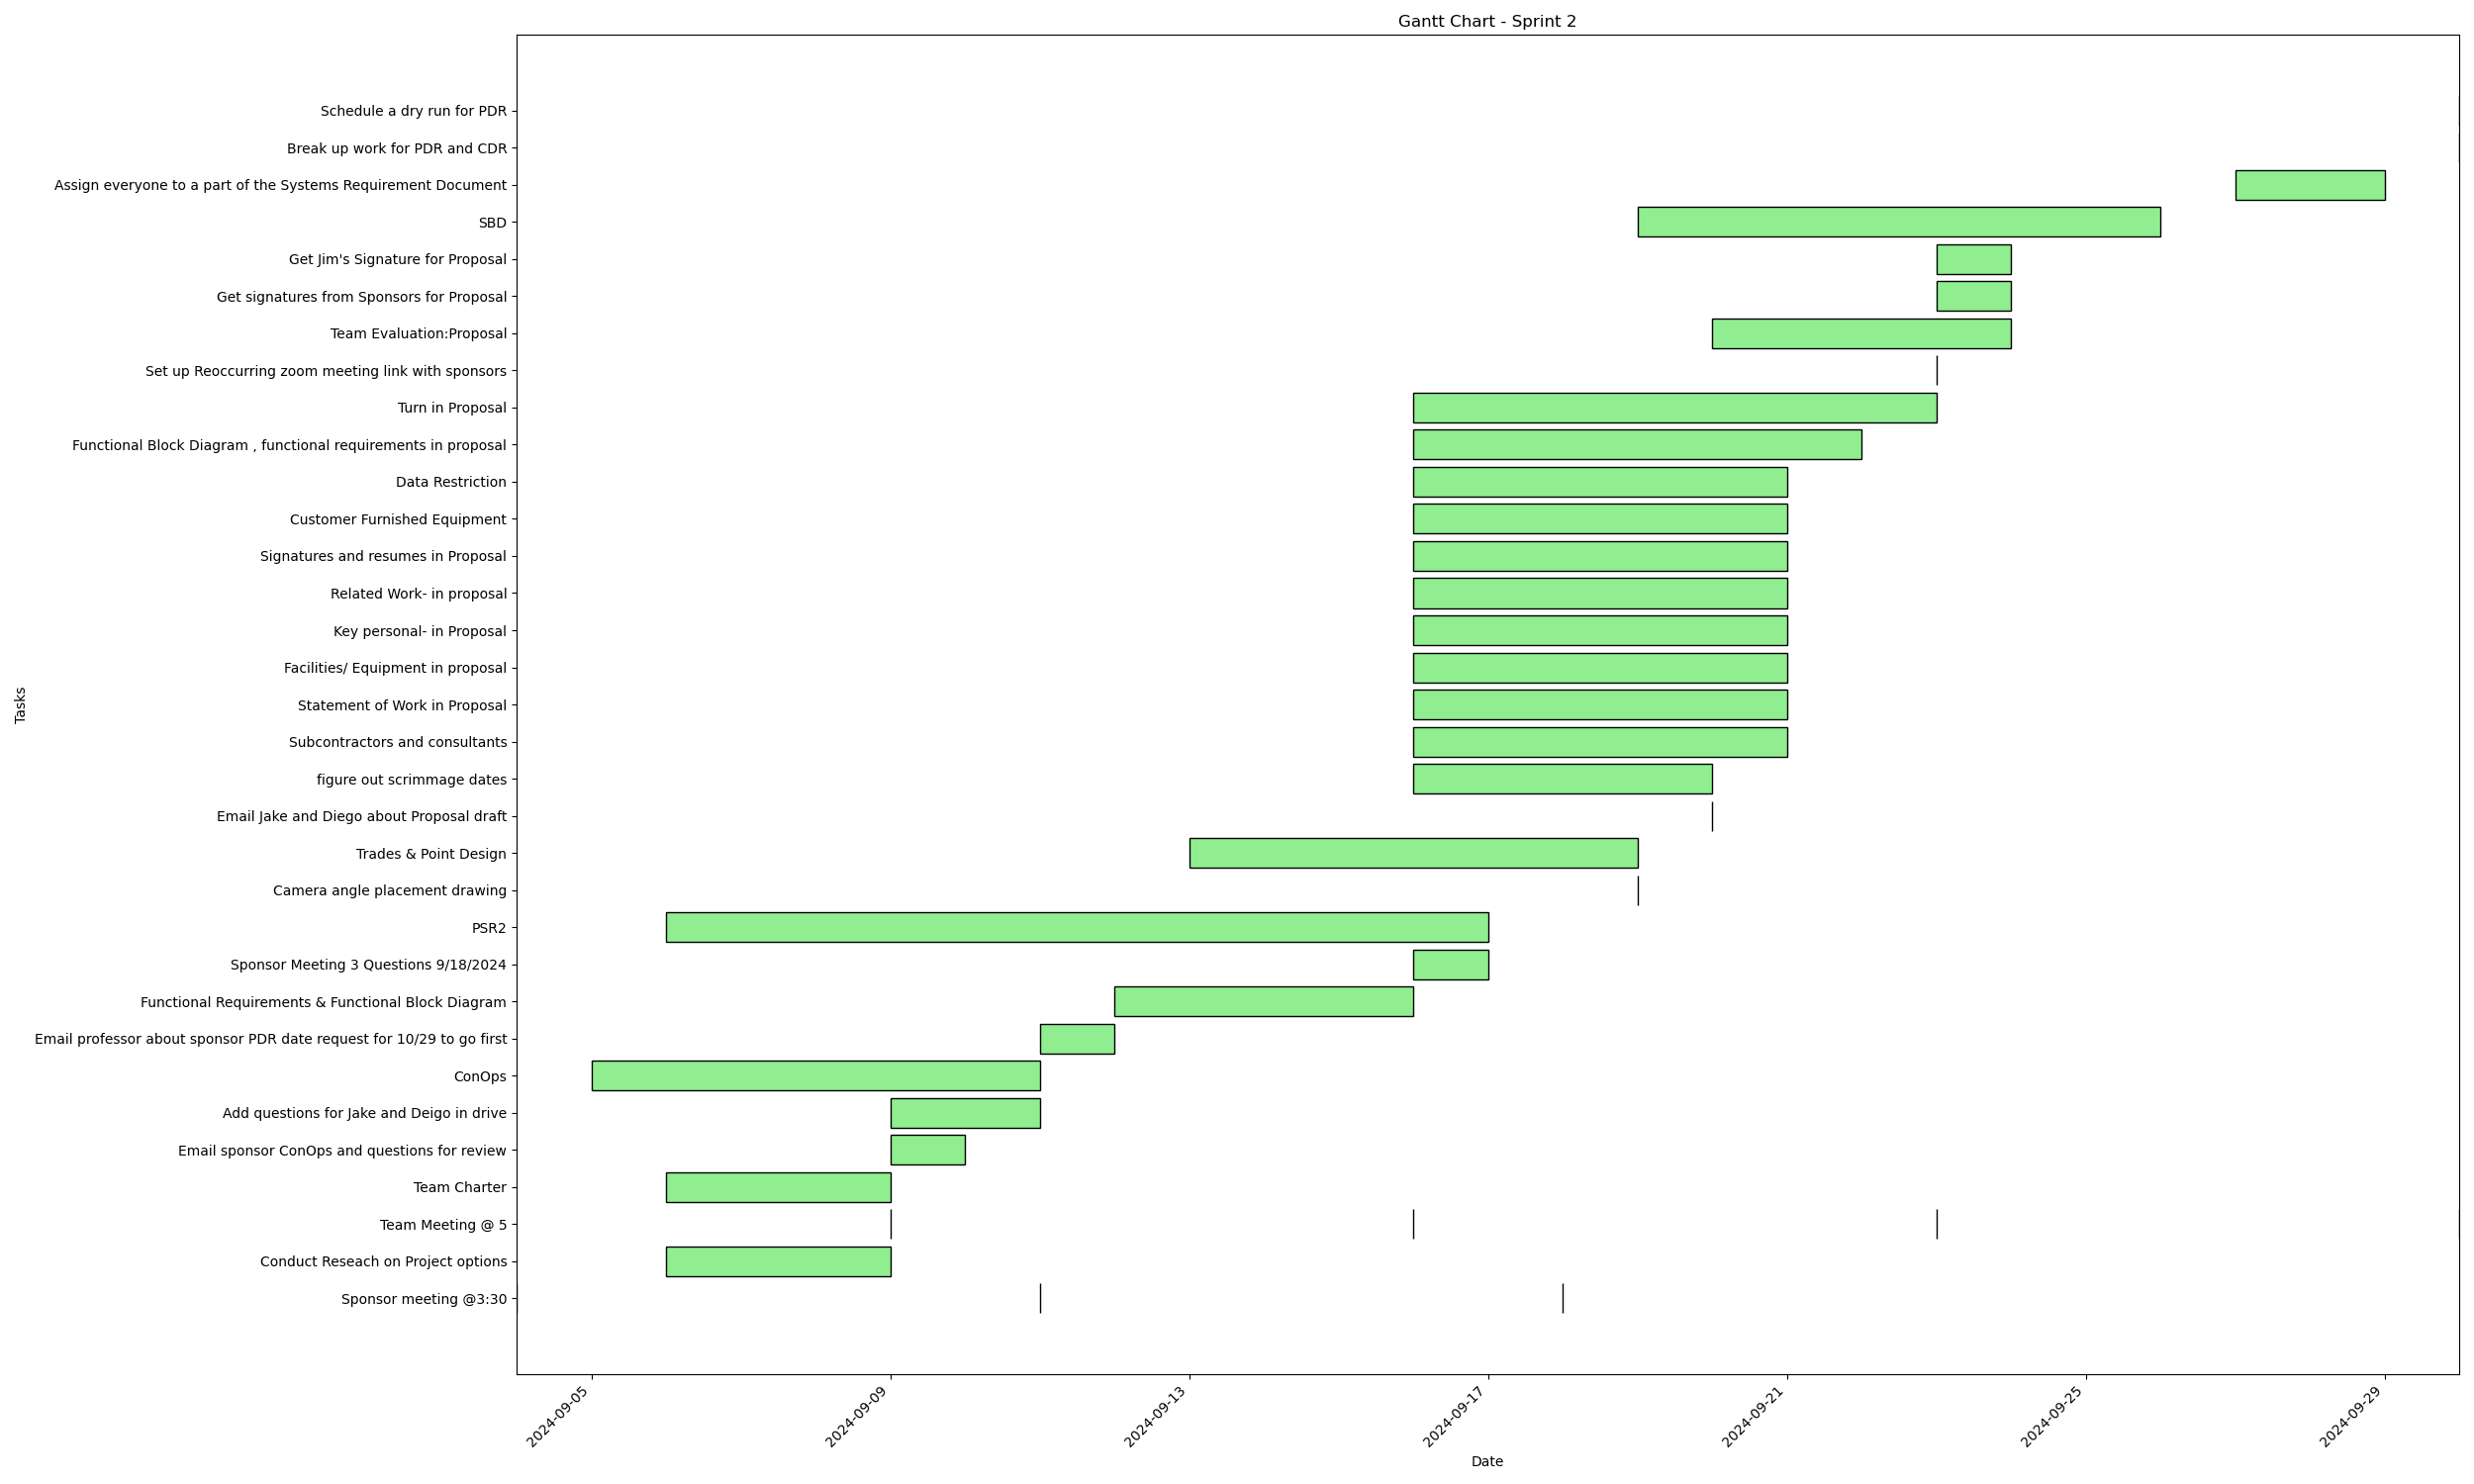 Gantt Chart - Sprint 2
Schedule a dry run for PDR
Break up work for PDR and CDR
Assign everyone to a part of the Systems Requirement Document
SBD
Get Jim's Signature for Proposal
Get signatures from Sponsors for Proposal
Team Evaluation:Proposal
Set up Reoccurring zoom meeting link with sponsors
Turn in Proposal
Functional Block Diagram , functional requirements in proposal
Data Restriction
Customer Furnished Equipment
Signatures and resumes in Proposal
Related Work- in proposal
Key personal- in Proposal
Facilities/ Equipment in proposal
Statement of Work in Proposal
Subcontractors and consultants
figure out scrimmage dates
Email Jake and Diego about Proposal draft
Trades & Point Design
Camera angle placement drawing
PSR2
Sponsor Meeting 3 Questions 9/18/2024
Functional Requirements & Functional Block Diagram
Email professor about sponsor PDR date request for 10/29 to go first
ConOps
Add questions for Jake and Deigo in drive
Email sponsor ConOps and questions for review
Team Charter
Team Meeting @ 5
Conduct Reseach on Project options
Sponsor meeting @3:30
Tasks
2024-09-05
2024-09-09
2024-09-13
2024-09-17
2024-09-21
2024-09-25
2024-09-29
Date